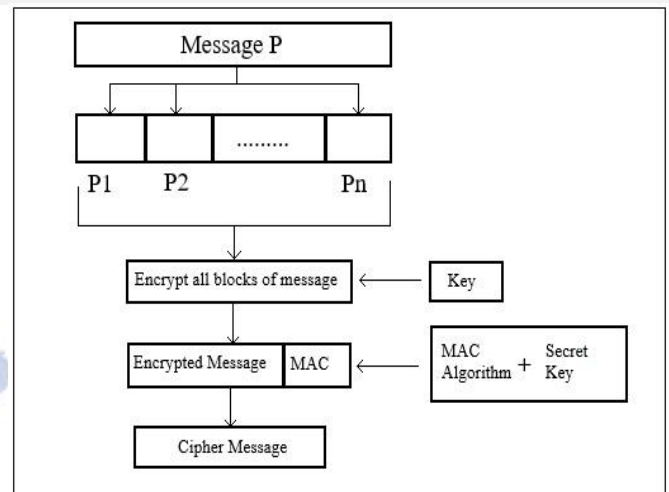 Message P
.........
P1 P2 Pn
Encrypt all blocks of message
Key
Encrypted Message
MAC
MAC Algorithm + Secret Key
Cipher Message